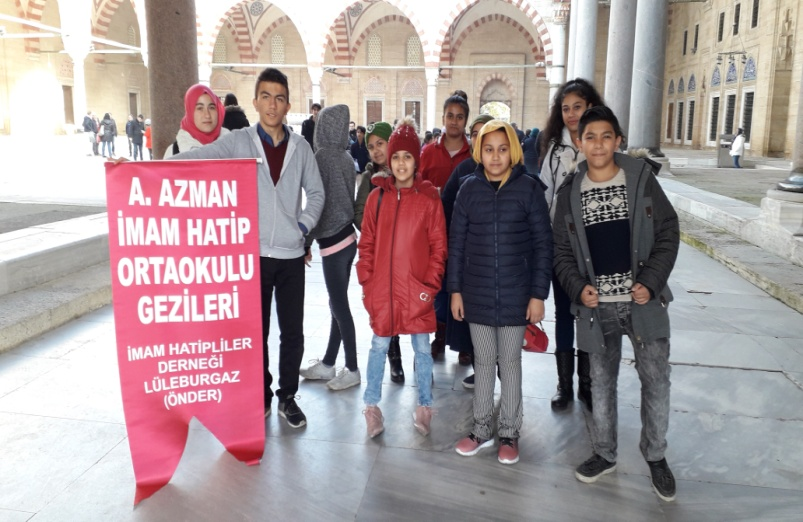 A. AZMAN
İMAM HATİP
ORTAOKULU
GEZİLERİ
İMAM HATİPLİLER
DERNEĞİ
LÜLEBURGAZ
(ÖNDER)